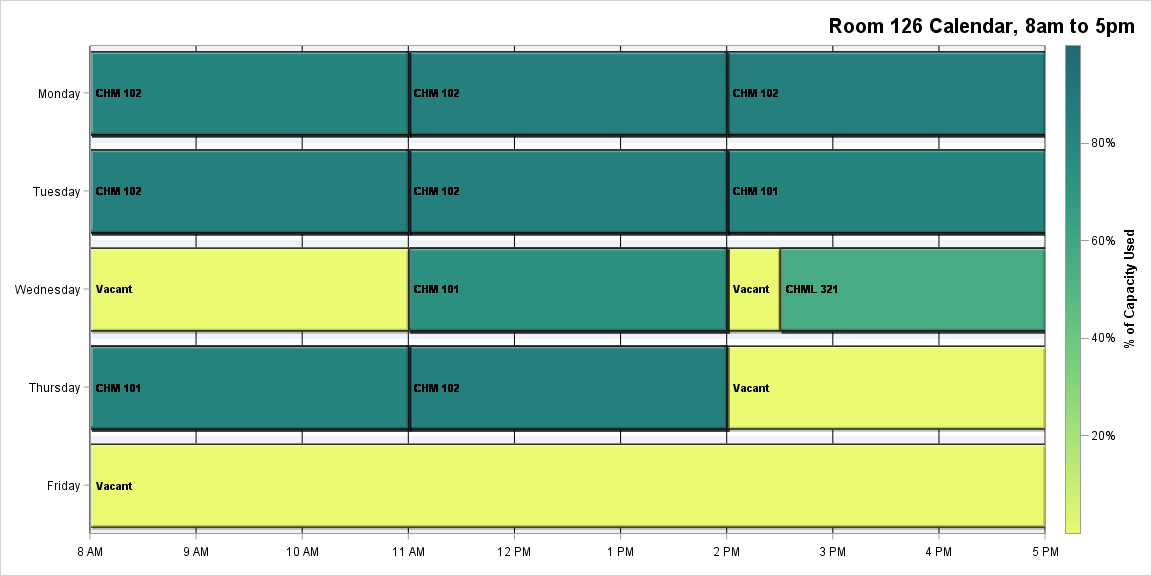 Room 126 Calendar, 8am to 5pm
Monday
CHM 102
CHM 102
CHM 102
Tuesday
CHM 102
CHM 102
CHM 101
Wednesday
Vacant
CHM 101
Vacant
CHML 321
Thursday
CHM 101
CHM 102
Vacant
Friday
Vacant
8 AM
9 AM
10 AM
11 AM
12 PM
1 PM
2 PM
3 PM
4 PM
5 PM
80%
60%
40%
20%
% of Capacity Used